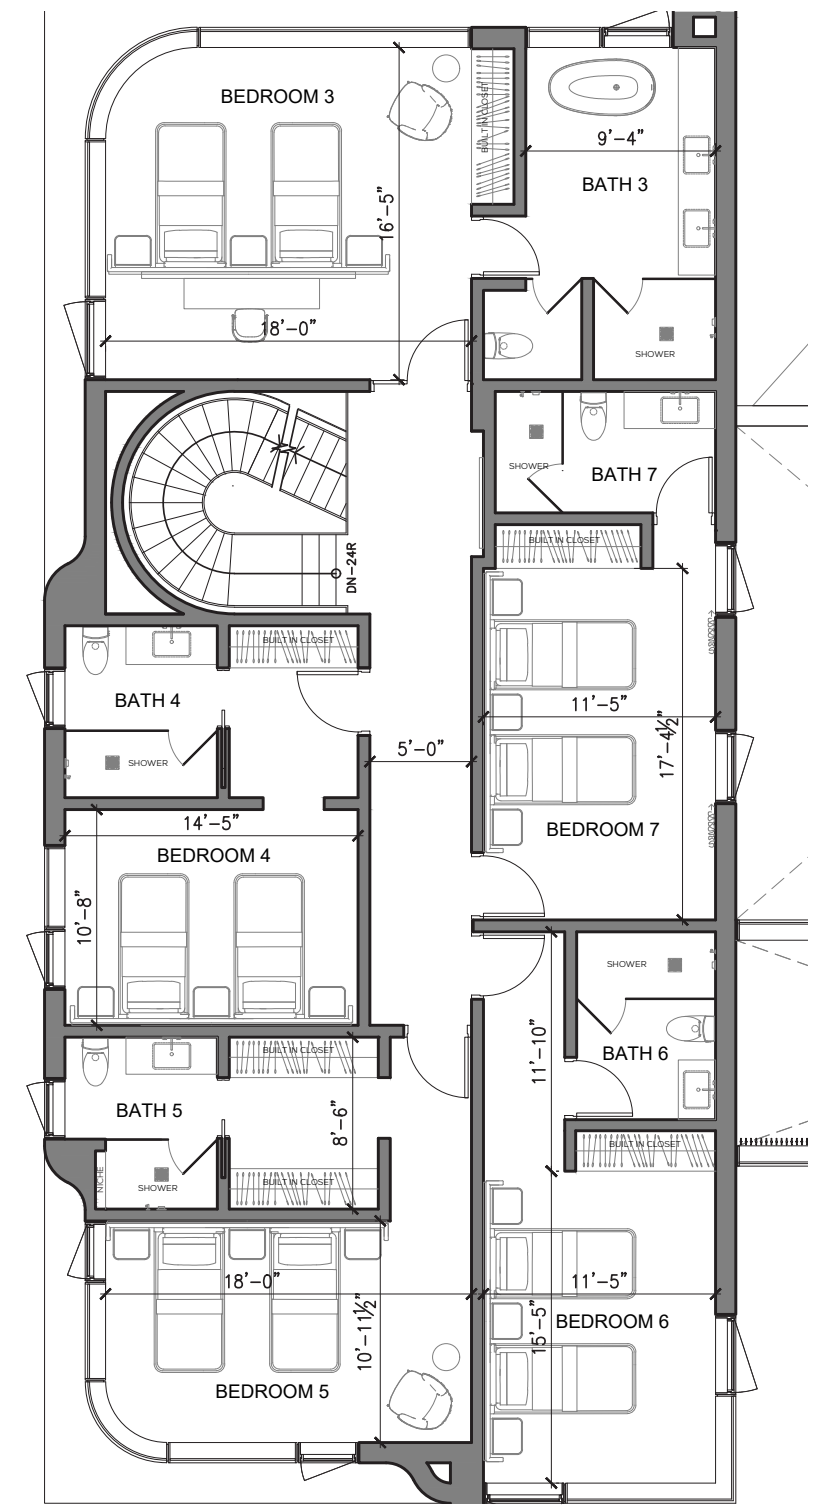 BEDROOM 3
BUILT IN CLOSET
9'-4"
BATH 3
16'-5"
18'-0"
SHOWER
SHOWER
BATH 7
BUILT IN CLOSET
DN-24R
BUILT IN CLOSET
BATH 4
11'-5"
5'-0"
17'-4½"
SHOWER
14'-5"
BEDROOM 7
BEDROOM 4
10'-8"
SHOWER
BATH 6
11'-10"
BUILT IN CLOSET
BATH 5
8'-6"
BUILT IN CLOSET
NICHE
SHOWER
BUILT IN CLOSET
18'-0"
11'-5"
10'-11½"
15'-5"
BEDROOM 6
BEDROOM 5